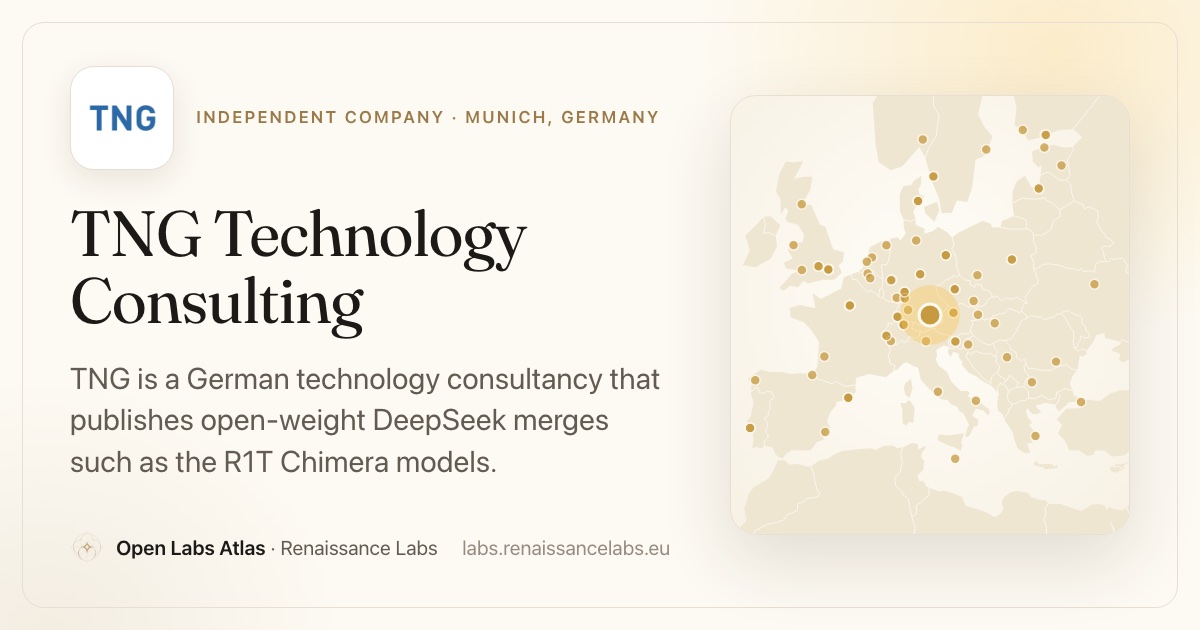 TNG
INDEPENDENT COMPANY · MUNICH, GERMANY
TNG Technology
Consulting
TNG is a German technology consultancy that
publishes open-weight DeepSeek merges
such as the R1T Chimera models.
Open Labs Atlas · Renaissance Labs labs.renaissancelabs.eu